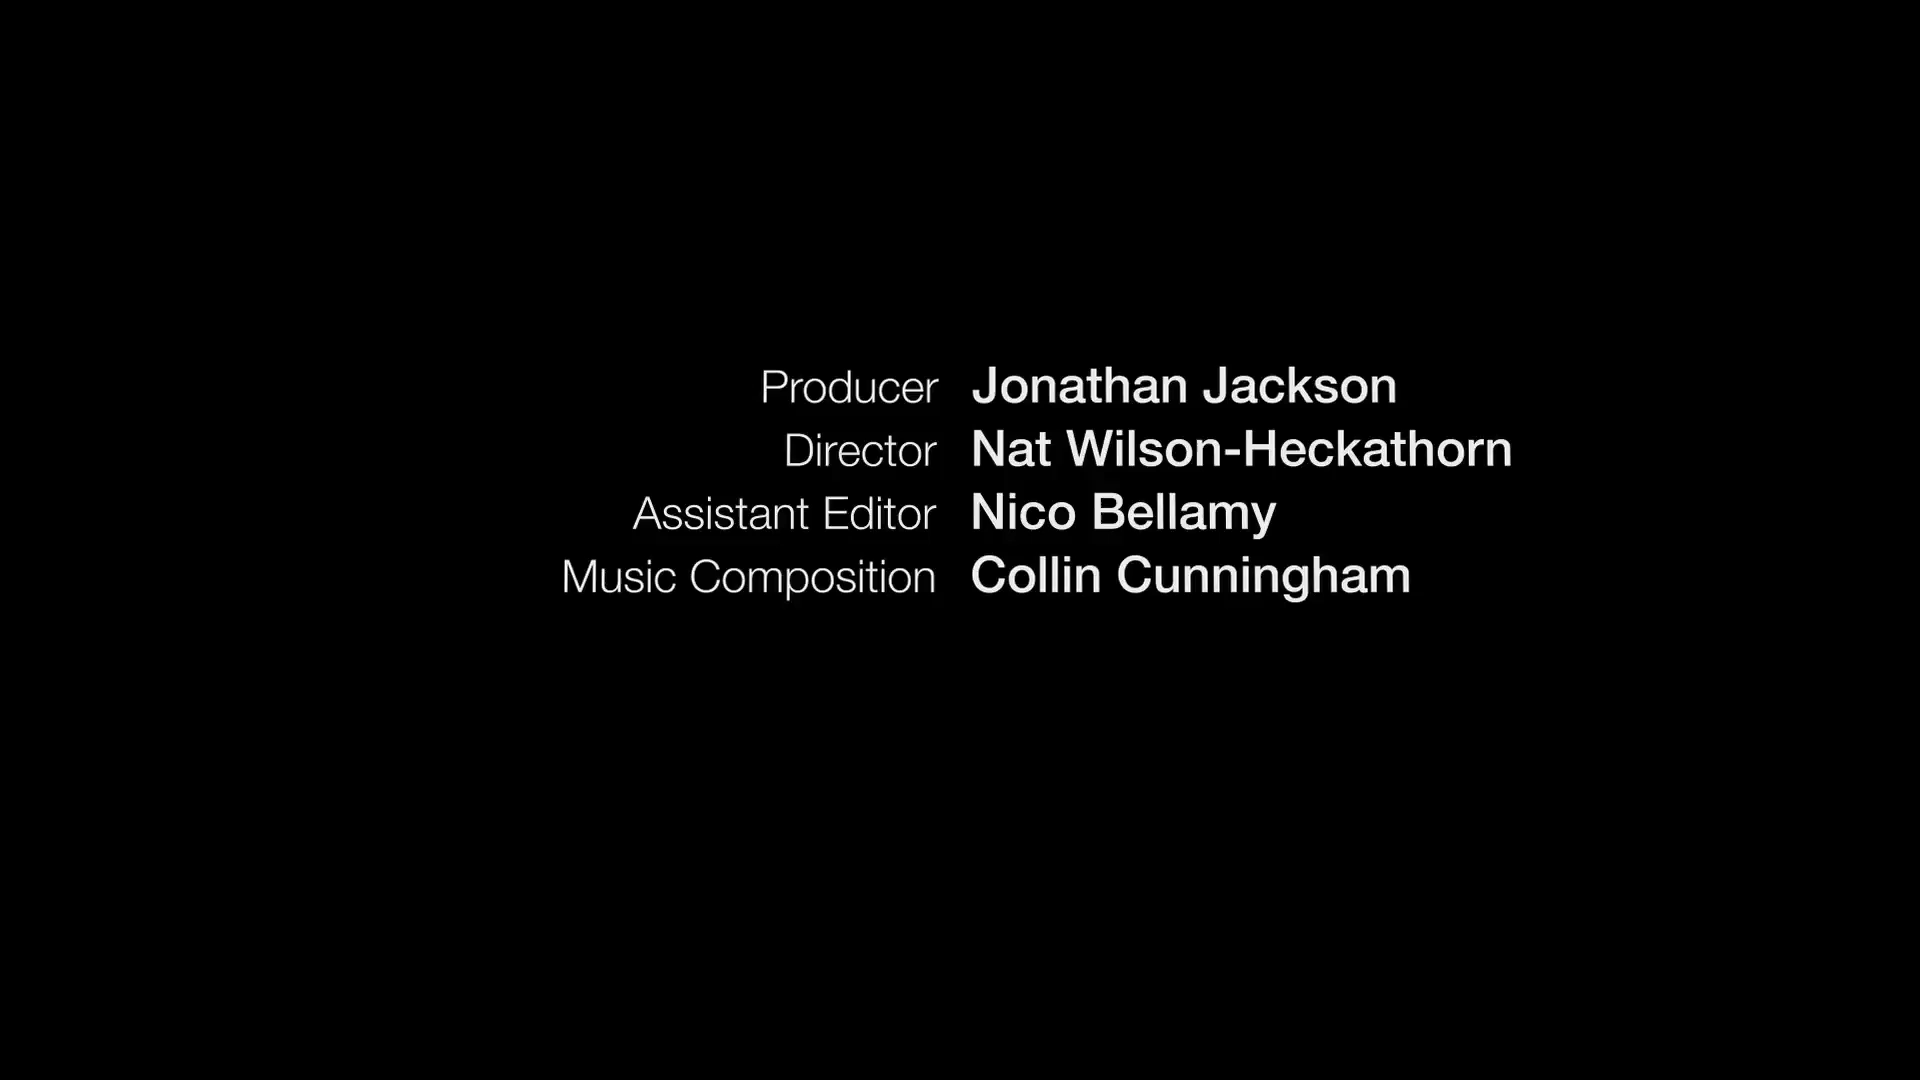 Producer Jonathan Jackson
Director Nat Wilson-Heckathorn
Assistant Editor Nico Bellamy
Music Composition Collin Cunningham